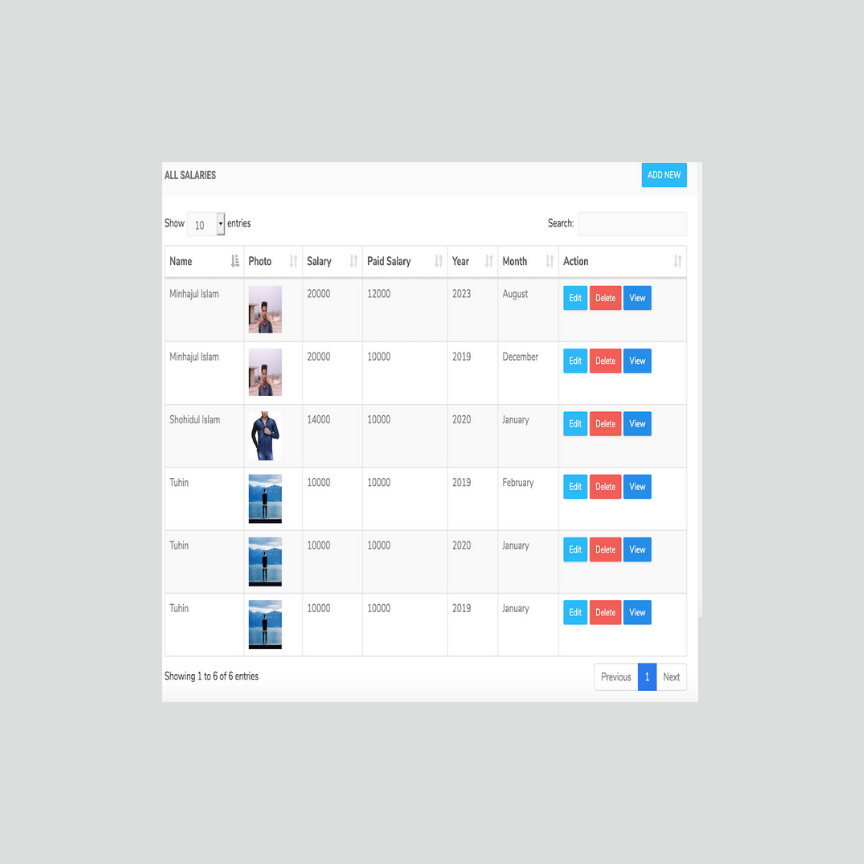 ALL SALARIES ADD NEW
Show 10 entries Search:
Name Photo Salary Paid Salary Year Month Action
Minhajul Islam 20000 12000 2023 August Edit Delete View
Minhajul Islam 20000 10000 2019 December Edit Delete View
Shohidul Islam 14000 10000 2020 January Edit Delete View
Tuhin 10000 10000 2019 February Edit Delete View
Tuhin 10000 10000 2020 January Edit Delete View
Tuhin 10000 10000 2019 January Edit Delete View
Showing 1 to 6 of 6 entries Previous 1 Next